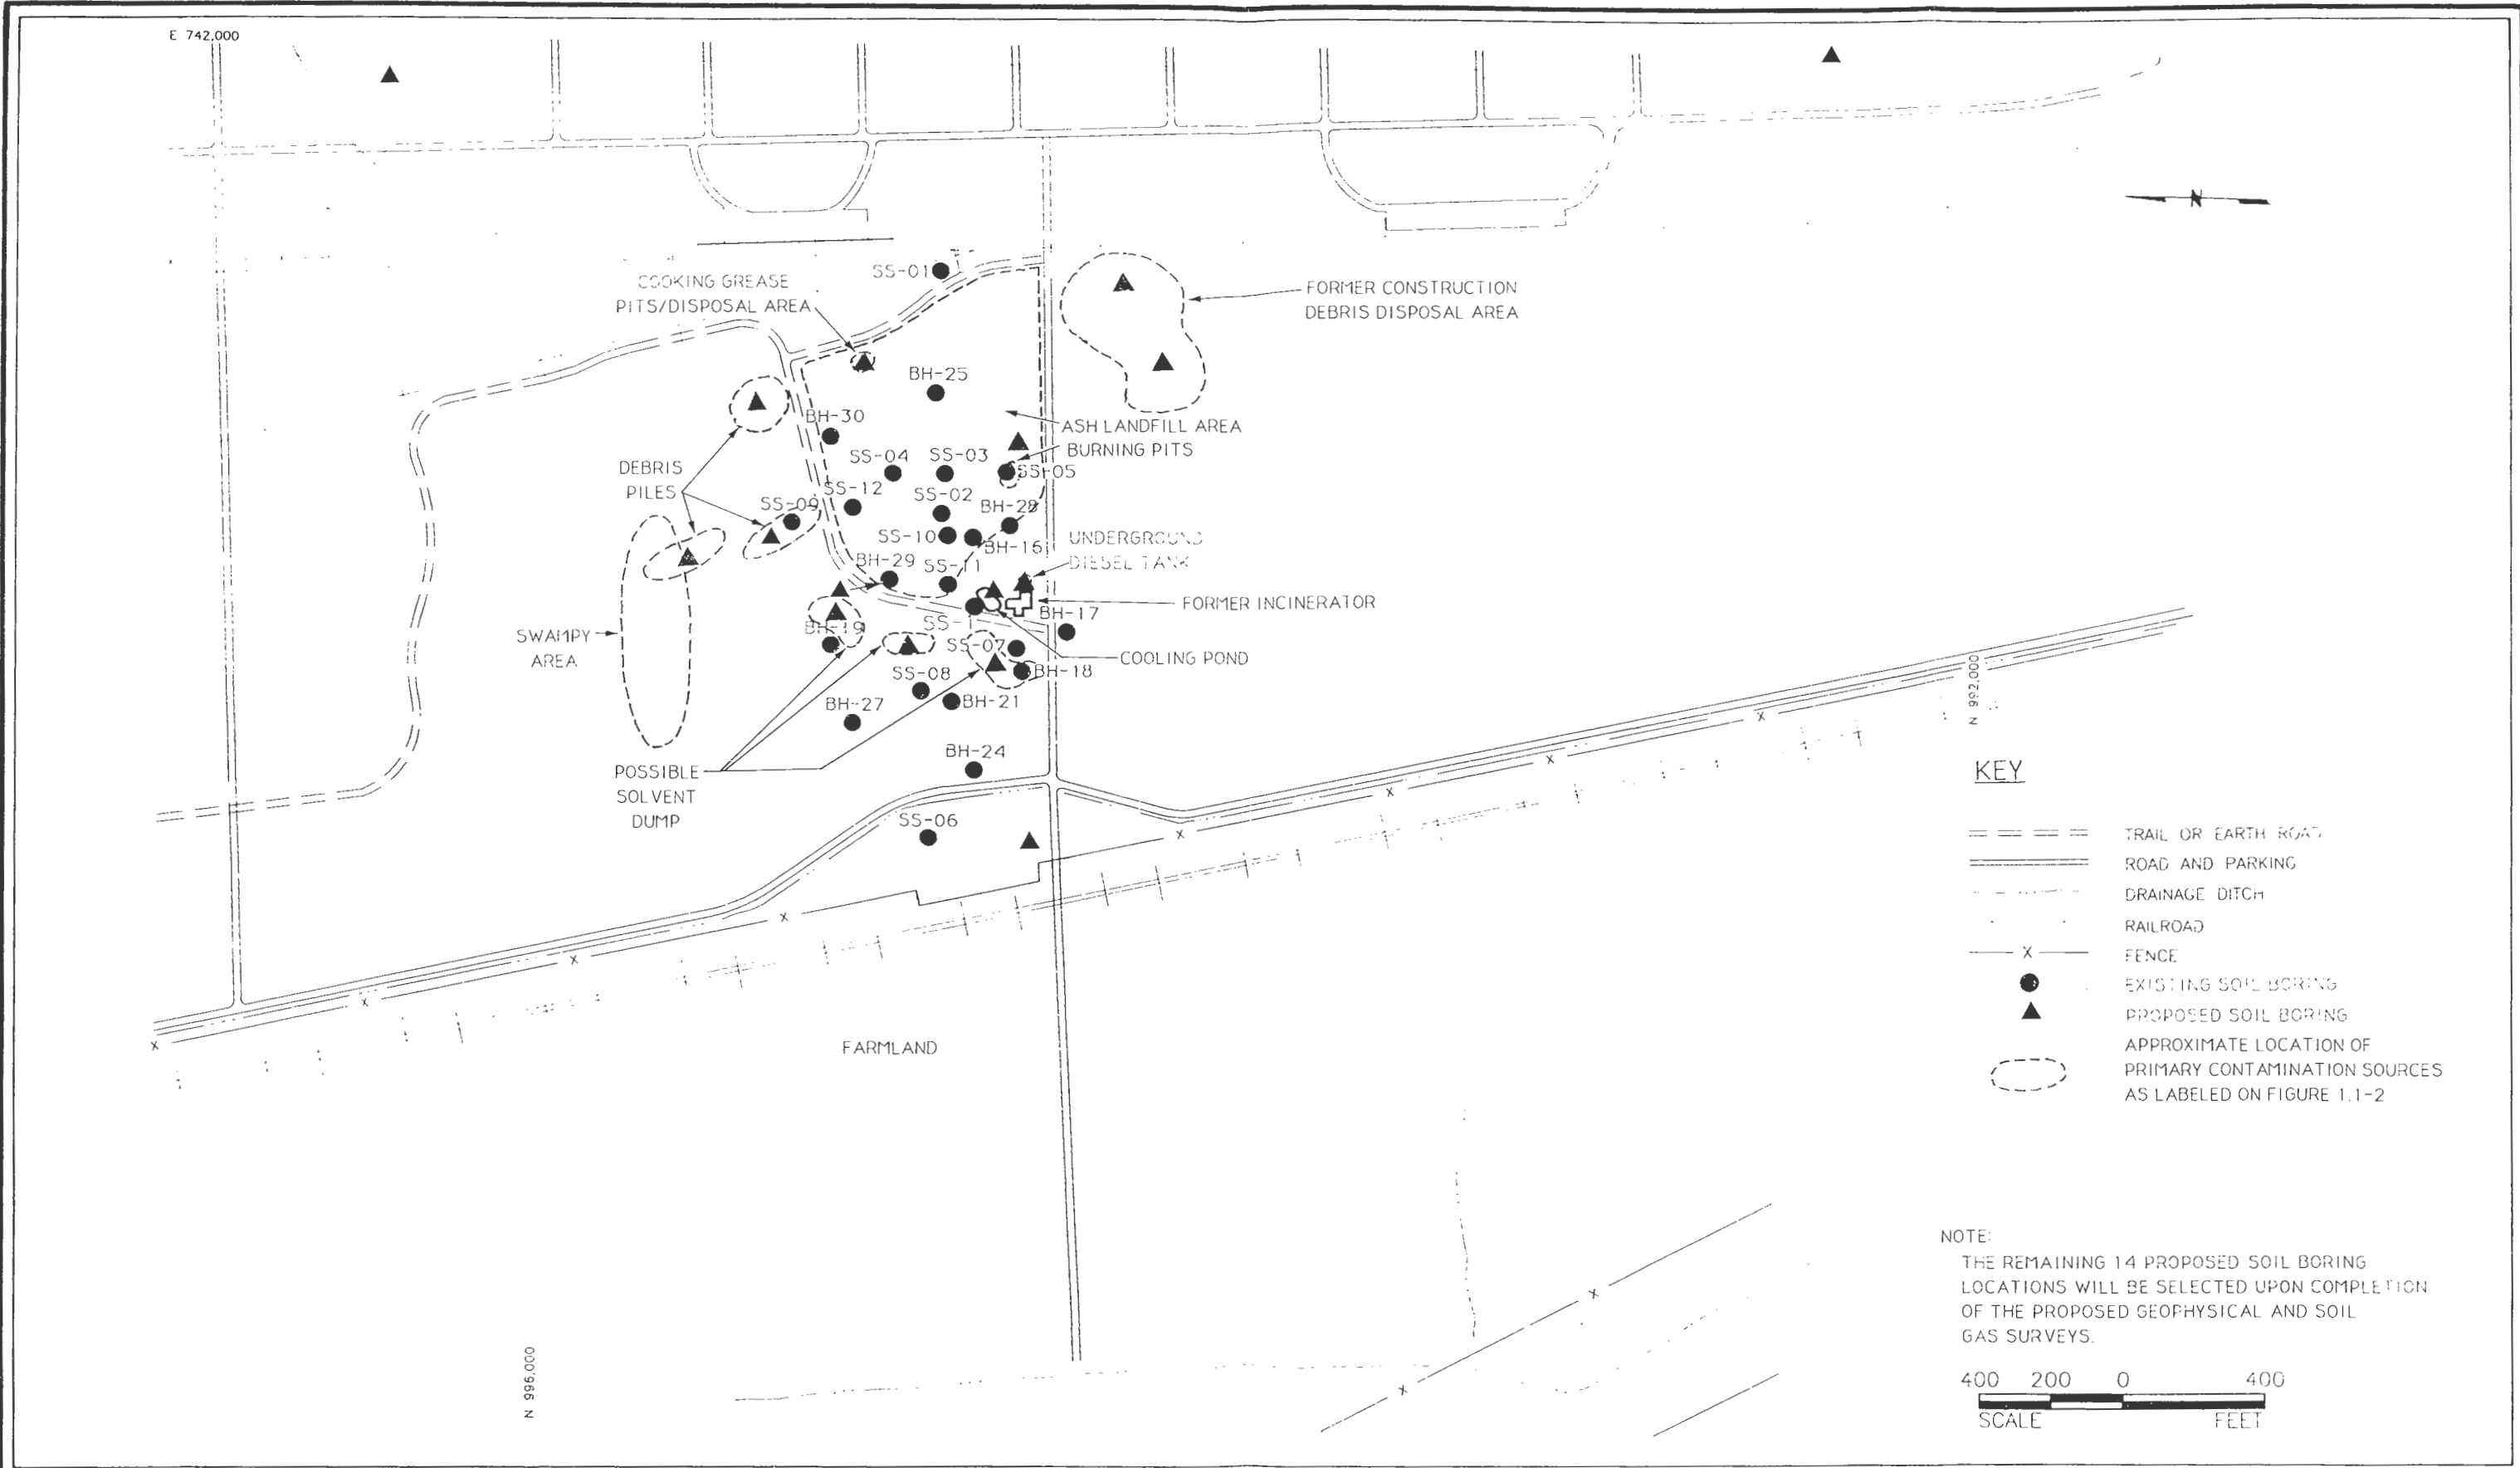 E 742,000
N
SS-01
COOKING GREASE
PITS/DISPOSAL AREA
FORMER CONSTRUCTION
DEBRIS DISPOSAL AREA
BH-25
BH-30
ASH LANDFILL AREA
BURNING PITS
SS-04
SS-03
SS-05
DEBRIS
PILES
SS-12
SS-09
SS-02
BH-28
SS-10
BH-16
UNDERGROUND
DIESEL TANK
BH-29
SS-11
FORMER INCINERATOR
BH-17
SS-1
BH-19
SS-07
SWAMPY
AREA
COOLING POND
BH-18
SS-08
BH-21
BH-27
BH-24
POSSIBLE
SOLVENT
DUMP
SS-06
N 992,000
X
X
X
X
X
X
X
X
X
FARMLAND
N 996,000
X
X
KEY
TRAIL OR EARTH ROAD
ROAD AND PARKING
DRAINAGE DITCH
RAILROAD
X FENCE
EXISTING SOIL BORING
PROPOSED SOIL BORING
APPROXIMATE LOCATION OF
PRIMARY CONTAMINATION SOURCES
AS LABELED ON FIGURE 1.1-2
NOTE:
THE REMAINING 14 PROPOSED SOIL BORING
LOCATIONS WILL BE SELECTED UPON COMPLETION
OF THE PROPOSED GEOPHYSICAL AND SOIL
GAS SURVEYS.
400 200 0 400
SCALE FEET